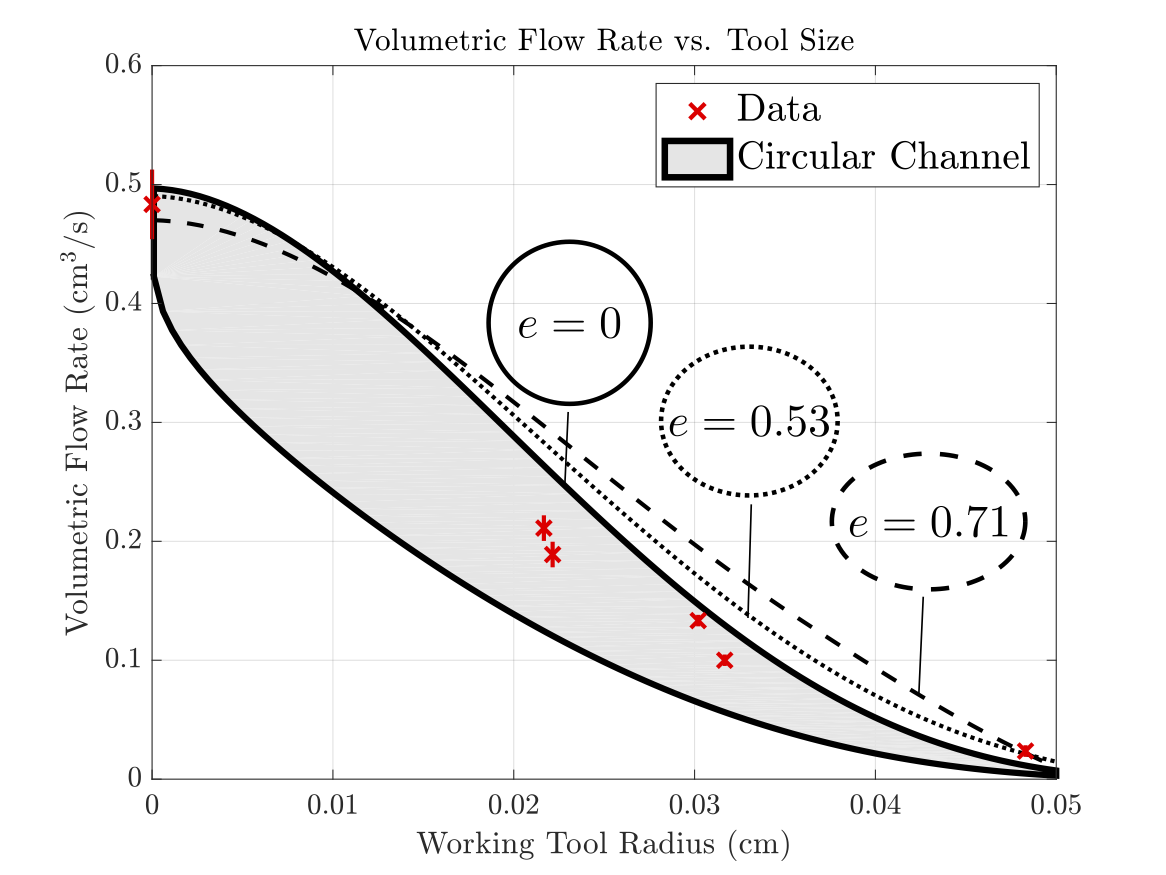 Volumetric Flow Rate vs. Tool Size
Data
Circular Channel
0.6
0.5
0.4
0.3
0.2
0.1
0
Volumetric Flow Rate (cm³/s)
e = 0
e = 0.53
e = 0.71
0
0.01
0.02
0.03
0.04
0.05
Working Tool Radius (cm)